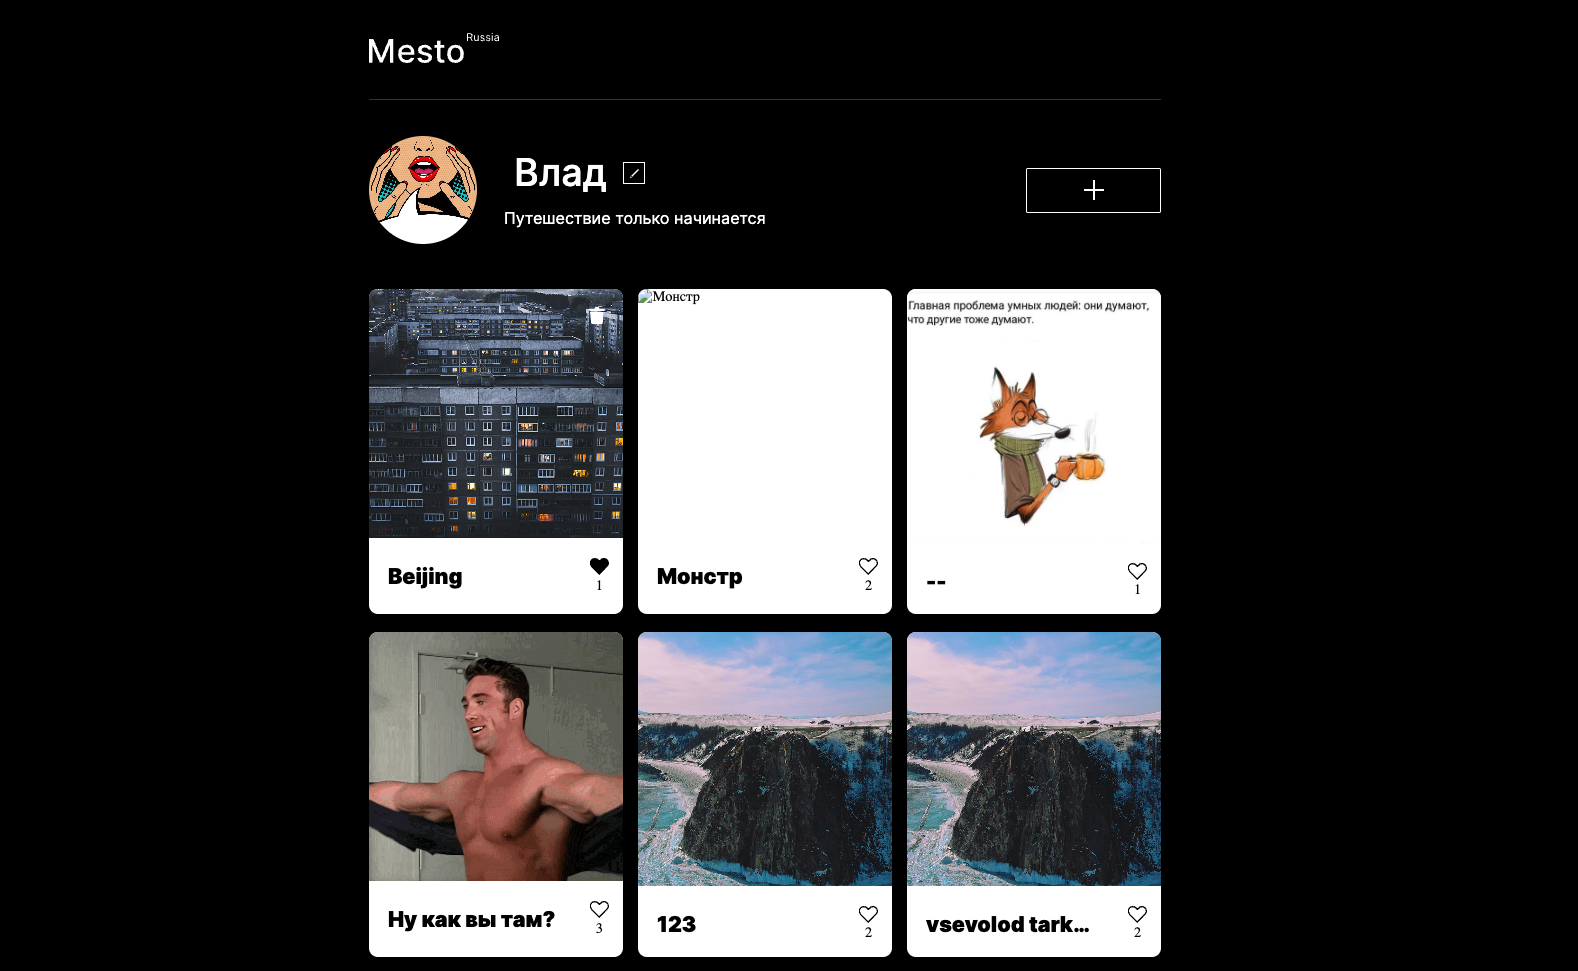 Mesto Russia
Влад
Путешествие только начинается
Монстр
Главная проблема умных людей: они думают,
что другие тоже думают.
Beijing
1
Монстр
2
--
1
Ну как вы там?
3
123
2
vsevolod tark...
2